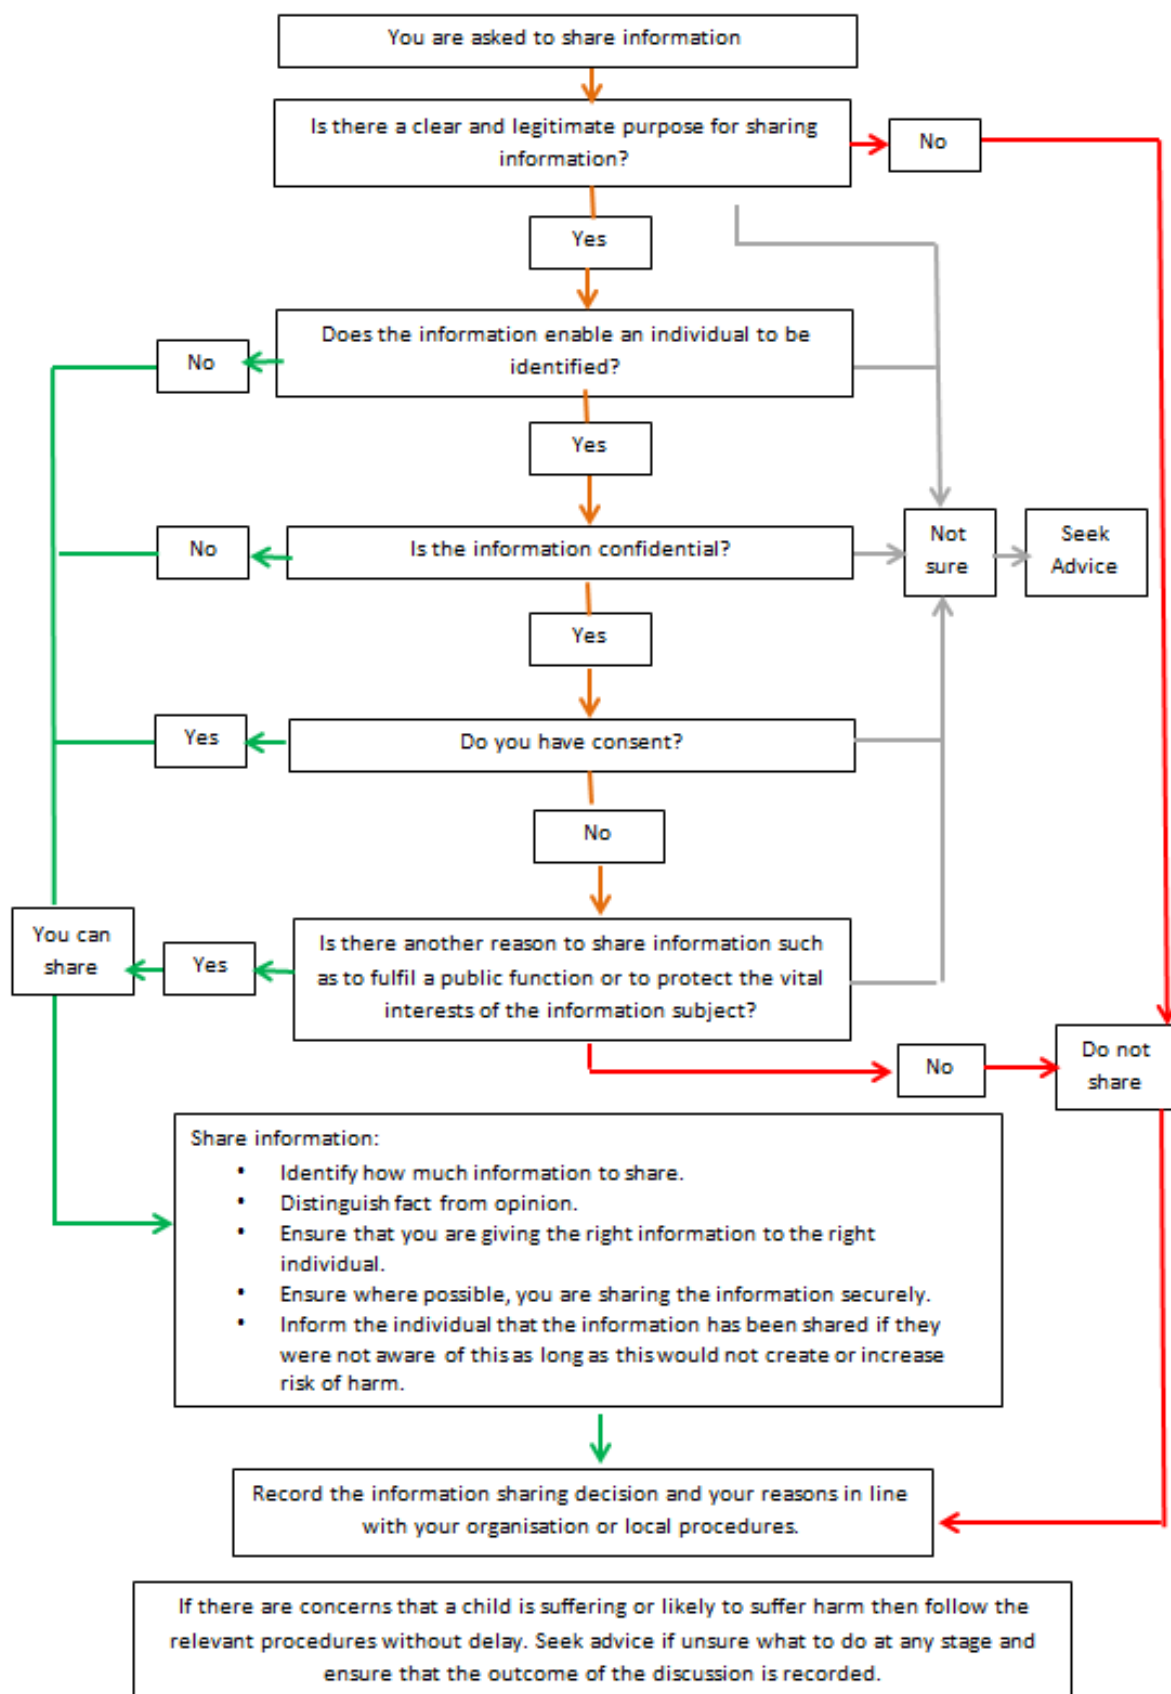 You are asked to share information
Is there a clear and legitimate purpose for sharing
information?
No
Yes
Does the information enable an individual to be
identified?
No
Yes
Is the information confidential?
No
Not
sure
Seek
Advice
Yes
Do you have consent?
Yes
No
Is there another reason to share information such
as to fulfil a public function or to protect the vital
interests of the information subject?
Yes
You can
share
No
Do not
share
Share information:
• Identify how much information to share.
• Distinguish fact from opinion.
• Ensure that you are giving the right information to the right
individual.
• Ensure where possible, you are sharing the information securely.
• Inform the individual that the information has been shared if they
were not aware of this as long as this would not create or increase
risk of harm.
Record the information sharing decision and your reasons in line
with your organisation or local procedures.
If there are concerns that a child is suffering or likely to suffer harm then follow the
relevant procedures without delay. Seek advice if unsure what to do at any stage and
ensure that the outcome of the discussion is recorded.